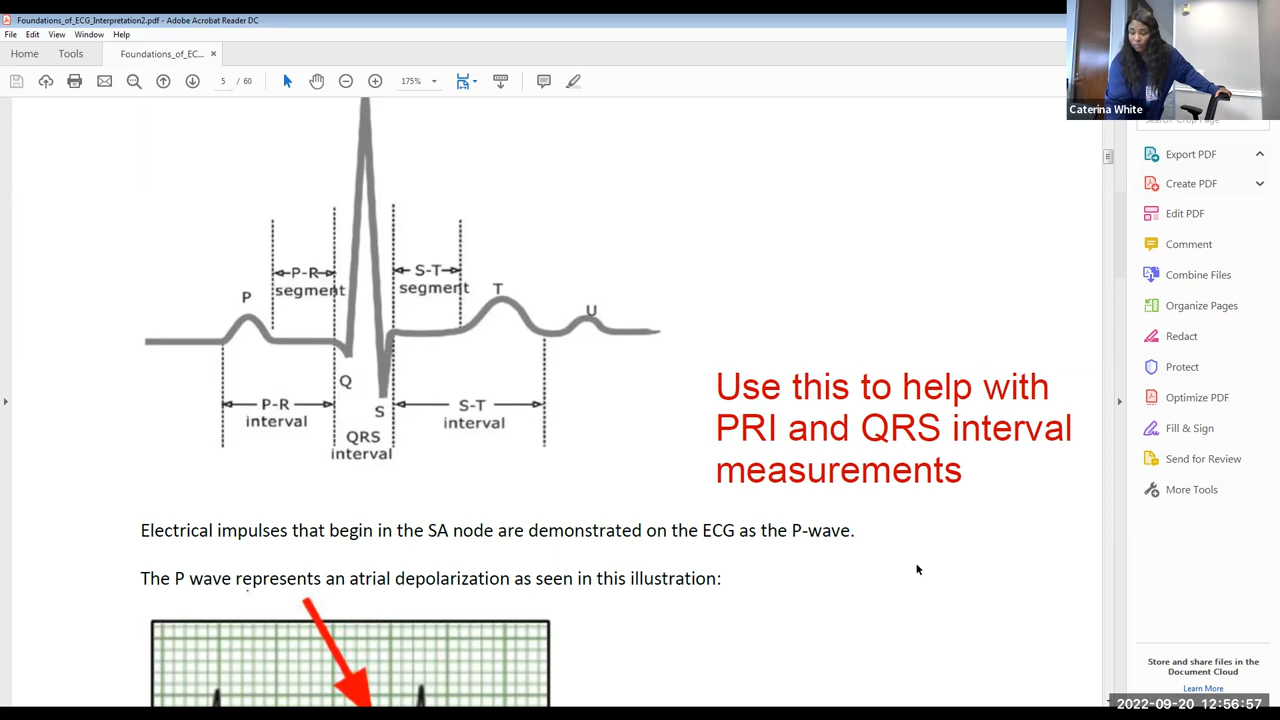 Foundations_of_ECG_Interpretation2.pdf - Adobe Acrobat Reader DC
File Edit View Window Help
Home Tools Foundations_of_EC... ×
5 / 60 175%
Caterina White
Export PDF
Create PDF
Edit PDF
Comment
Combine Files
Organize Pages
Redact
Protect
Optimize PDF
Fill & Sign
Send for Review
More Tools
P-R
segment
S-T
segment
P
T
U
Q
S
P-R
interval
QRS
interval
S-T
interval
Use this to help with
PRI and QRS interval
measurements
Electrical impulses that begin in the SA node are demonstrated on the ECG as the P-wave.
The P wave represents an atrial depolarization as seen in this illustration:
Store and share files in the
Document Cloud
Learn More
2022-09-20 12:56:57